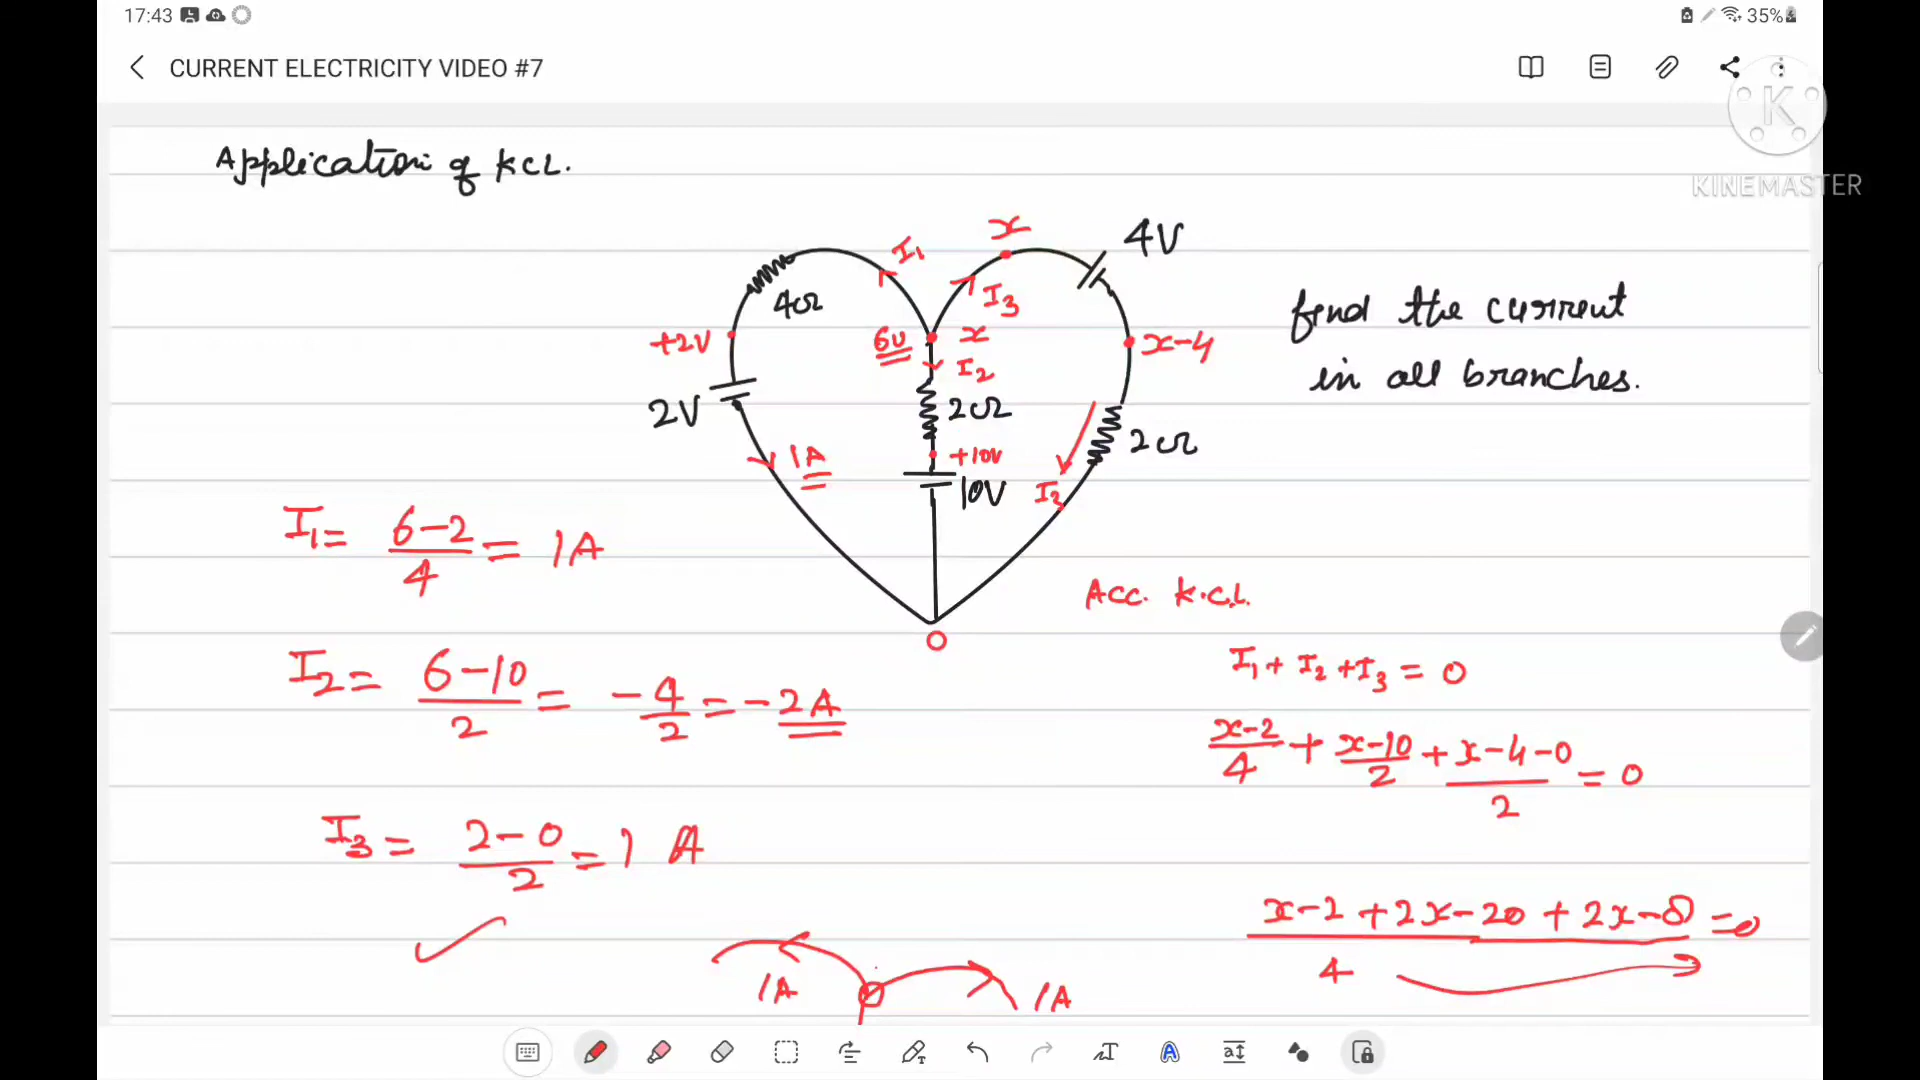 17:43
35%
CURRENT ELECTRICITY VIDEO #7
K
KINEMASTER
Application of KCL.
4V
x
I₁
I₃
4Ω
+2V
6V
x
I₂
x-4
find the current
in all branches.
2V
2Ω
2Ω
1A
+10V
10V
I₃
I₁= 6-2/4 = 1A
0
Acc. K.C.L.
I₁+ I₂ +I₃ = 0
I₂= 6-10/2 = -4/2 = -2A
x-2/4 + x-10/2 + x-4-0/2 = 0
I₃= 2-0/2 = 1 A
x-2 +2x-20 + 2x-8/4 =0
1A
1A